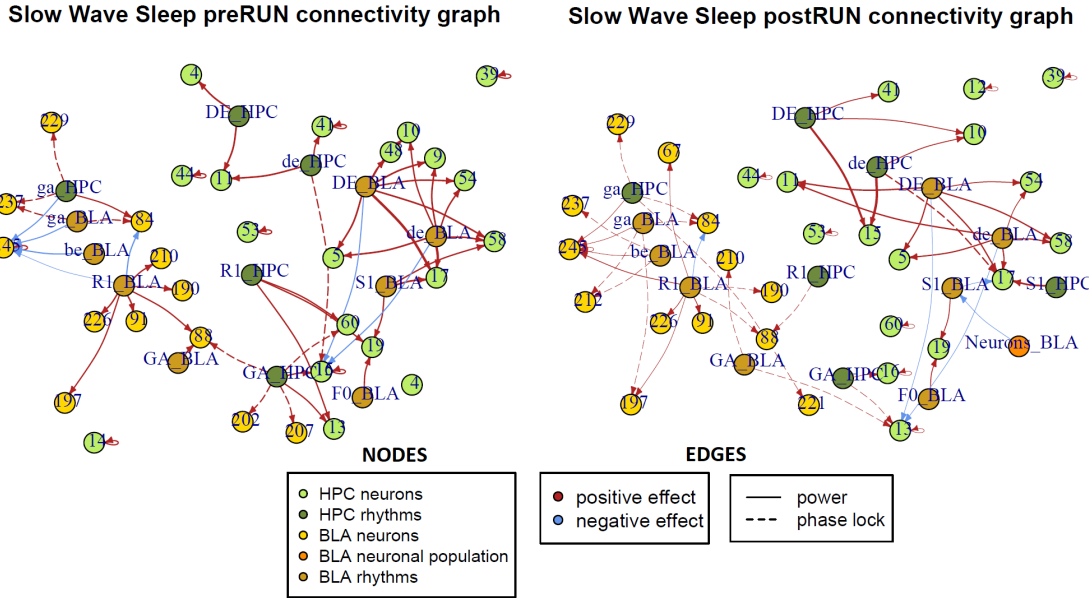 Slow Wave Sleep preRUN connectivity graph
Slow Wave Sleep postRUN connectivity graph
4
39
DE_HPC
229
41
10
48
9
de_HPC
44
11
DE_BLA
54
ga_HPC
237
ga_BLA
84
245
be_BLA
53
de_BLA
58
210
5
R1_HPC
17
R1_BLA
190
S1_BLA
226
91
60
88
19
GA_BLA
GA_HPC
16
4
F0_BLA
197
202
207
13
14
39
12
41
DE_HPC
229
10
67
de_HPC
44
11
DE_BLA
54
ga_HPC
237
ga_BLA
84
53
15
de_BLA
58
245
be_BLA
210
5
R1_HPC
17
S1_HPC
R1_BLA
190
S1_BLA
212
226
91
60
88
19
Neurons_BLA
GA_BLA
GA_HPC
16
F0_BLA
197
221
13
NODES
HPC neurons
HPC rhythms
BLA neurons
BLA neuronal population
BLA rhythms
EDGES
positive effect
negative effect
power
phase lock